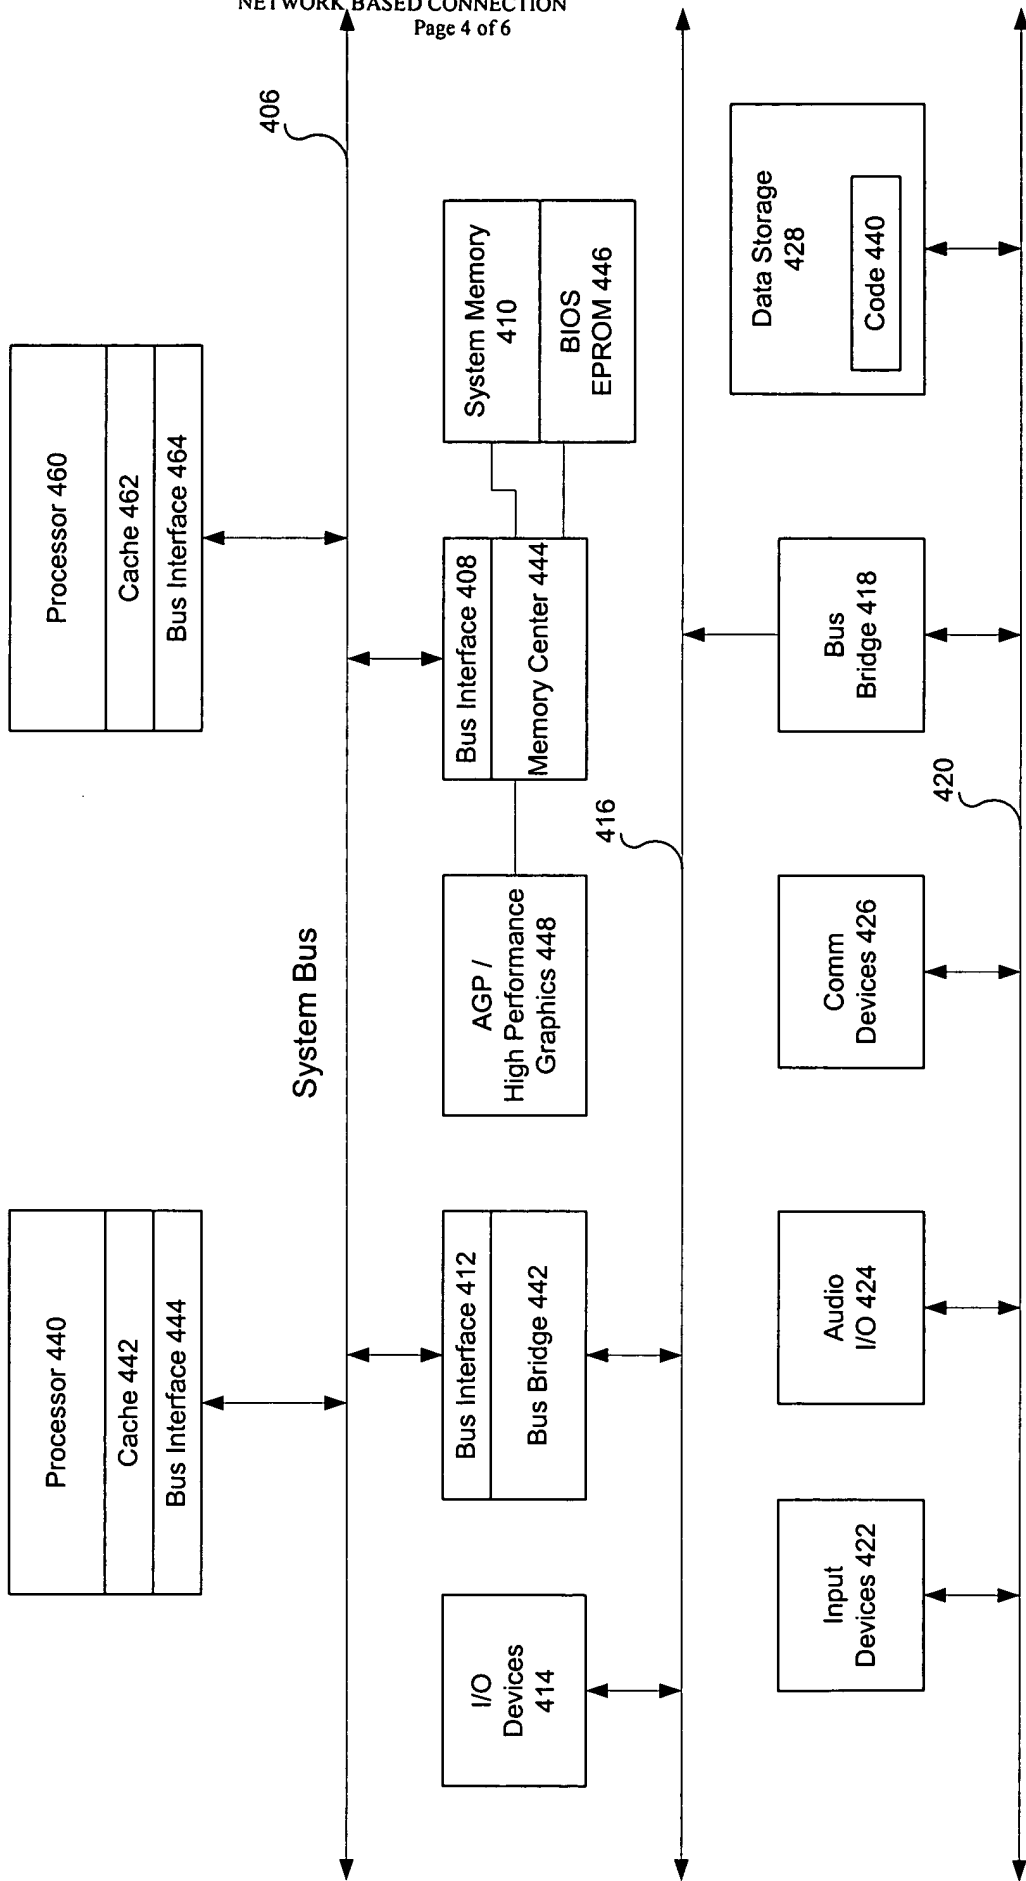 NETWORK BASED CONNECTION
Page 4 of 6
Processor 440
Cache 442
Bus Interface 444
Processor 460
Cache 462
Bus Interface 464
System Bus
406
I/O
Devices
414
Bus Interface 412
Bus Bridge 442
AGP /
High Performance
Graphics 448
Bus Interface 408
Memory Center 444
System Memory
410
BIOS
EPROM 446
416
Input
Devices 422
Audio
I/O 424
Comm
Devices 426
Bus
Bridge 418
Data Storage
428
Code 440
420